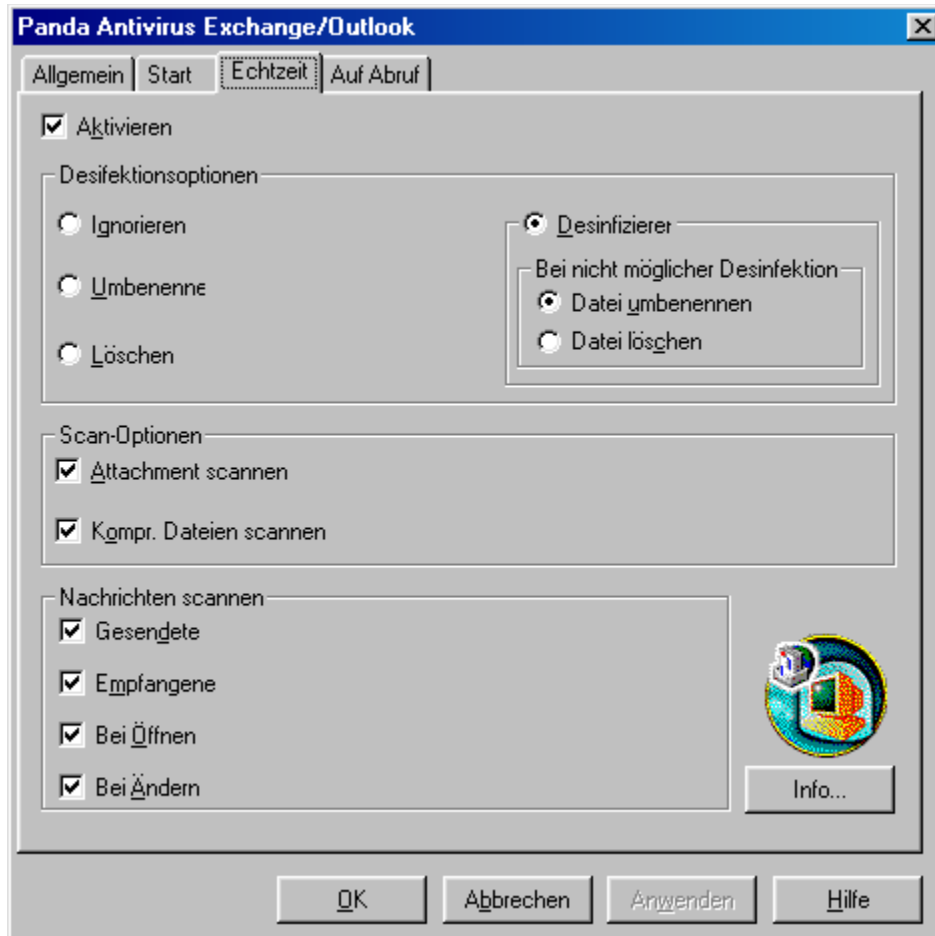 Panda Antivirus Exchange/Outlook
Allgemein Start Echtzeit Auf Abruf
Aktivieren
Desifektionsoptionen
Ignorieren
Umbenenne
Löschen
Desinfizierer
Bei nicht möglicher Desinfektion
Datei umbenennen
Datei löschen
Scan-Optionen
Attachment scannen
Kompr. Dateien scannen
Nachrichten scannen
Gesendete
Empfangene
Bei Öffnen
Bei Ändern
Info...
OK Abbrechen Anwenden Hilfe